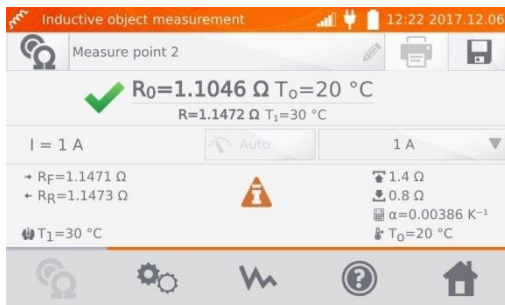 Inductive object measurement 12:22 2017.12.06
Measure point 2
R0=1.1046 Ω To=20 °C
R=1.1472 Ω T1=30 °C
I = 1 A Auto 1 A
RF=1.1471 Ω 1.4 Ω
RR=1.1473 Ω 0.8 Ω
α=0.00386 K⁻¹
T1=30 °C To=20 °C